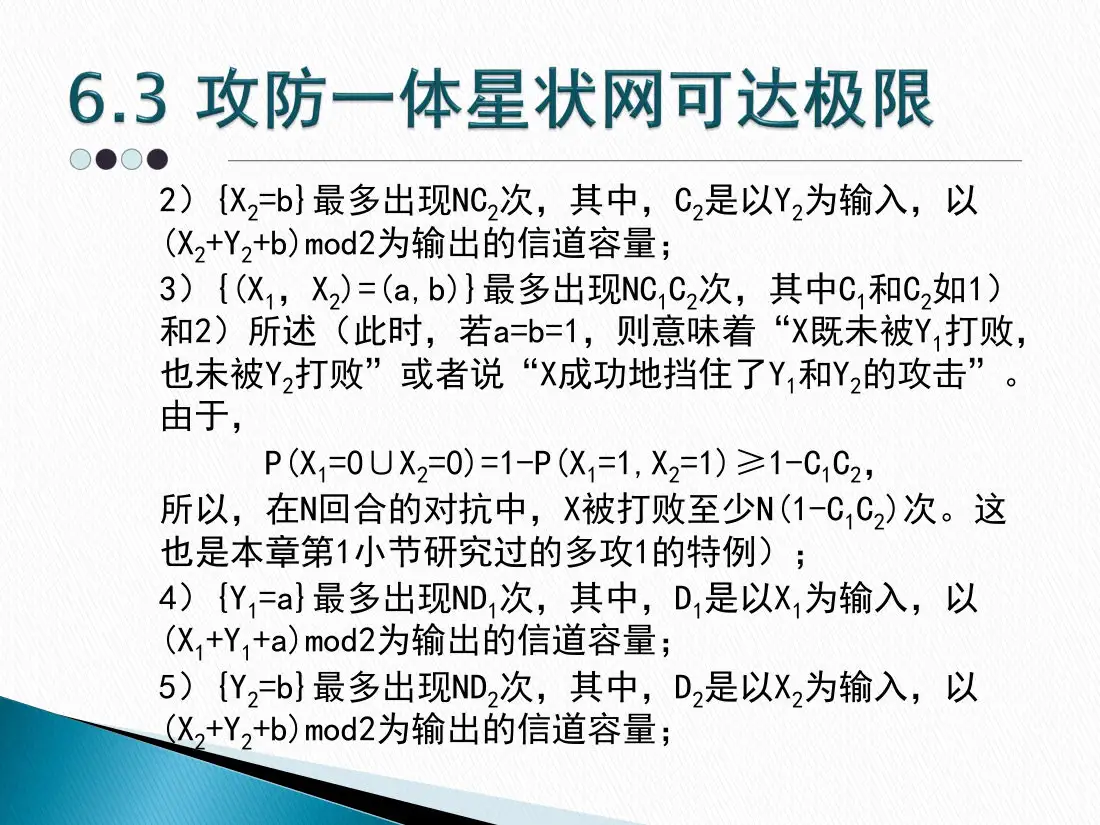 6.3 攻防一体星状网可达极限
2）{X₂=b}最多出现NC₂次，其中，C₂是以Y₂为输入，以
(X₂+Y₂+b)mod2为输出的信道容量；
3）{(X₁，X₂)=(a,b)}最多出现NC₁C₂次，其中C₁和C₂如1）
和2）所述（此时，若a=b=1，则意味着“X既未被Y₁打败，
也未被Y₂打败”或者说“X成功地挡住了Y₁和Y₂的攻击”。
由于，
P(X₁=0∪X₂=0)=1-P(X₁=1,X₂=1)≥1-C₁C₂，
所以，在N回合的对抗中，X被打败至少N(1-C₁C₂)次。这
也是本章第1小节研究过的多攻1的特例）；
4）{Y₁=a}最多出现ND₁次，其中，D₁是以X₁为输入，以
(X₁+Y₁+a)mod2为输出的信道容量；
5）{Y₂=b}最多出现ND₂次，其中，D₂是以X₂为输入，以
(X₂+Y₂+b)mod2为输出的信道容量；